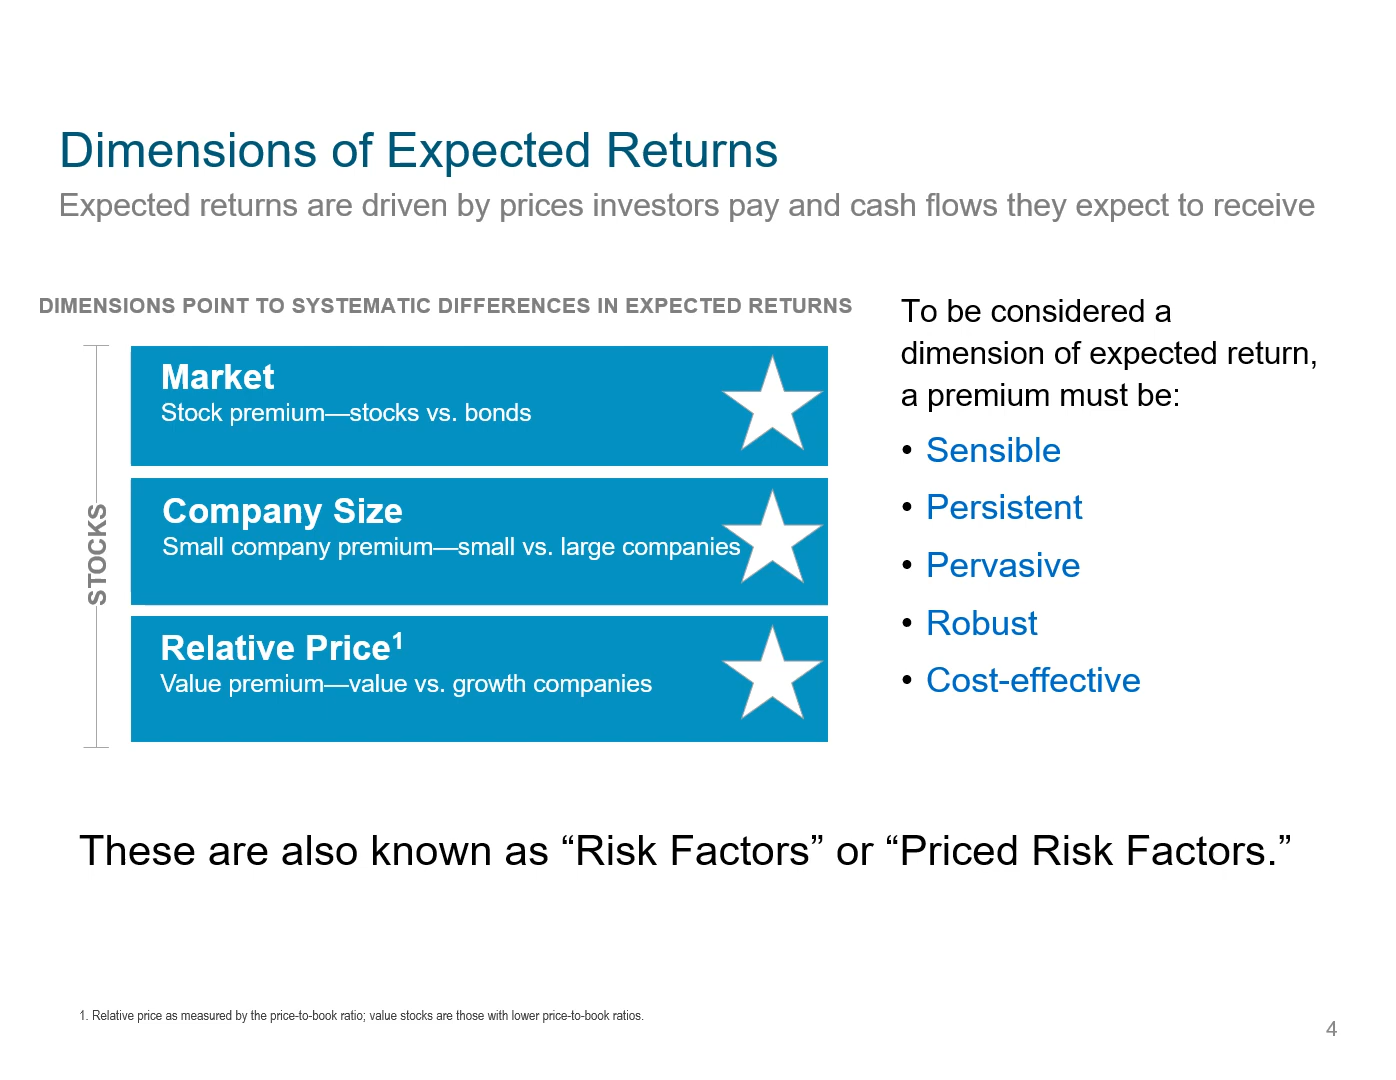 Dimensions of Expected Returns
Expected returns are driven by prices investors pay and cash flows they expect to receive
DIMENSIONS POINT TO SYSTEMATIC DIFFERENCES IN EXPECTED RETURNS
STOCKS
Market
Stock premium—stocks vs. bonds
Company Size
Small company premium—small vs. large companies
Relative Price¹
Value premium—value vs. growth companies
To be considered a
dimension of expected return,
a premium must be:
• Sensible
• Persistent
• Pervasive
• Robust
• Cost-effective
These are also known as “Risk Factors” or “Priced Risk Factors.”
1. Relative price as measured by the price-to-book ratio; value stocks are those with lower price-to-book ratios.
4